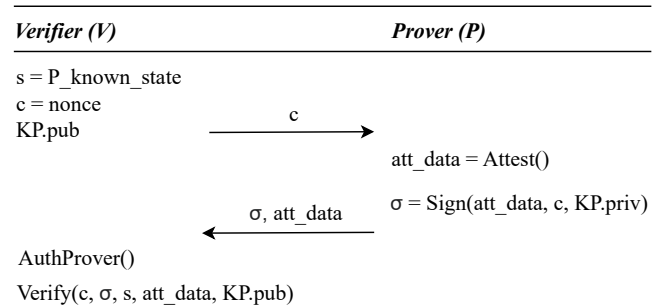 Verifier (V) Prover (P)
s = P_known_state
c = nonce
KP.pub
c
att_data = Attest()
σ = Sign(att_data, c, KP.priv)
σ, att_data
AuthProver()
Verify(c, σ, s, att_data, KP.pub)